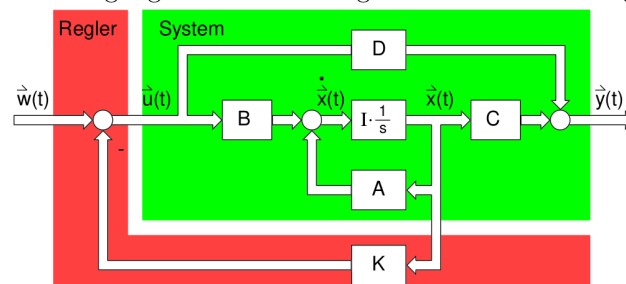 Regler
System
D
w(t)
u(t)
ẋ(t)
x(t)
y(t)
B
I·1/s
C
-
A
K